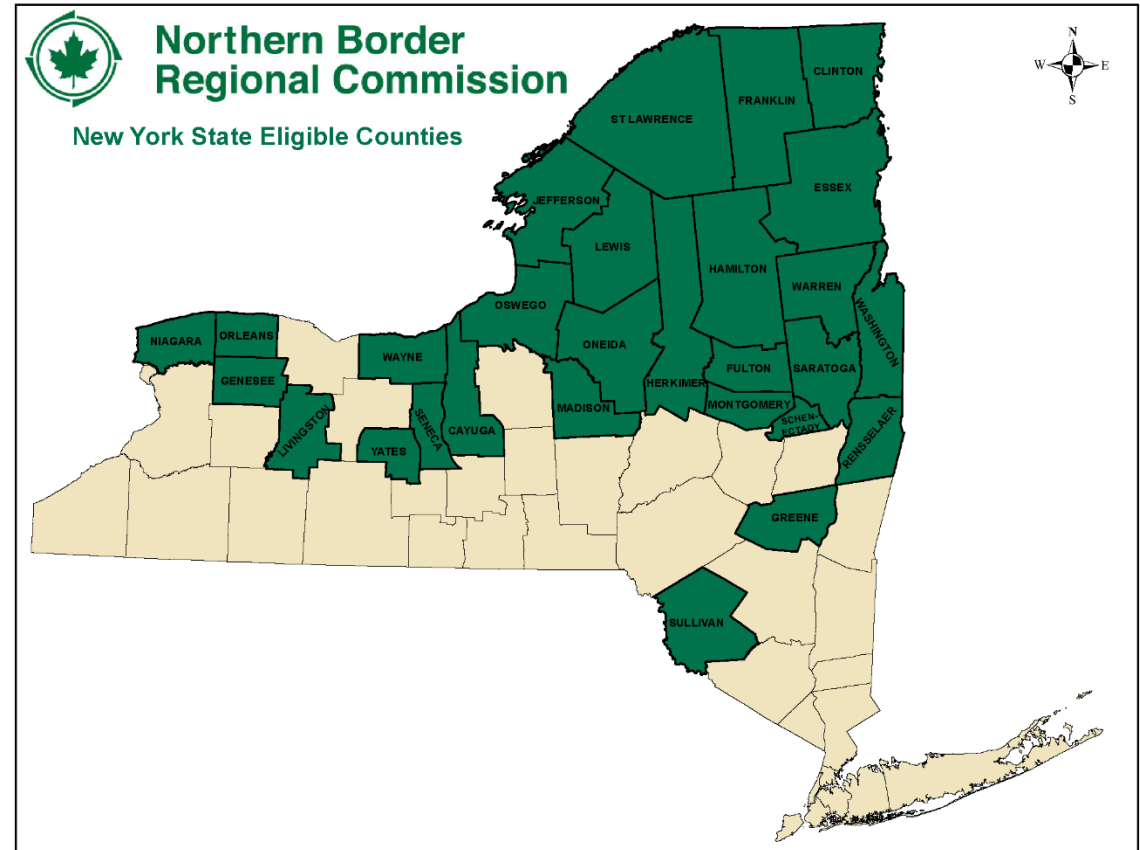 Northern Border
Regional Commission
New York State Eligible Counties
N
W E
S
CLINTON
FRANKLIN
ST LAWRENCE
ESSEX
JEFFERSON
LEWIS
HAMILTON
WARREN
WASHINGTON
OSWEGO
NIAGARA
ORLEANS
ONEIDA
WAYNE
FULTON
SARATOGA
GENESEE
HERKIMER
MADISON
MONTGOMERY
SCHEN-
ECTADY
LIVINGSTON
SENECA
CAYUGA
YATES
RENSSELAER
GREENE
SULLIVAN